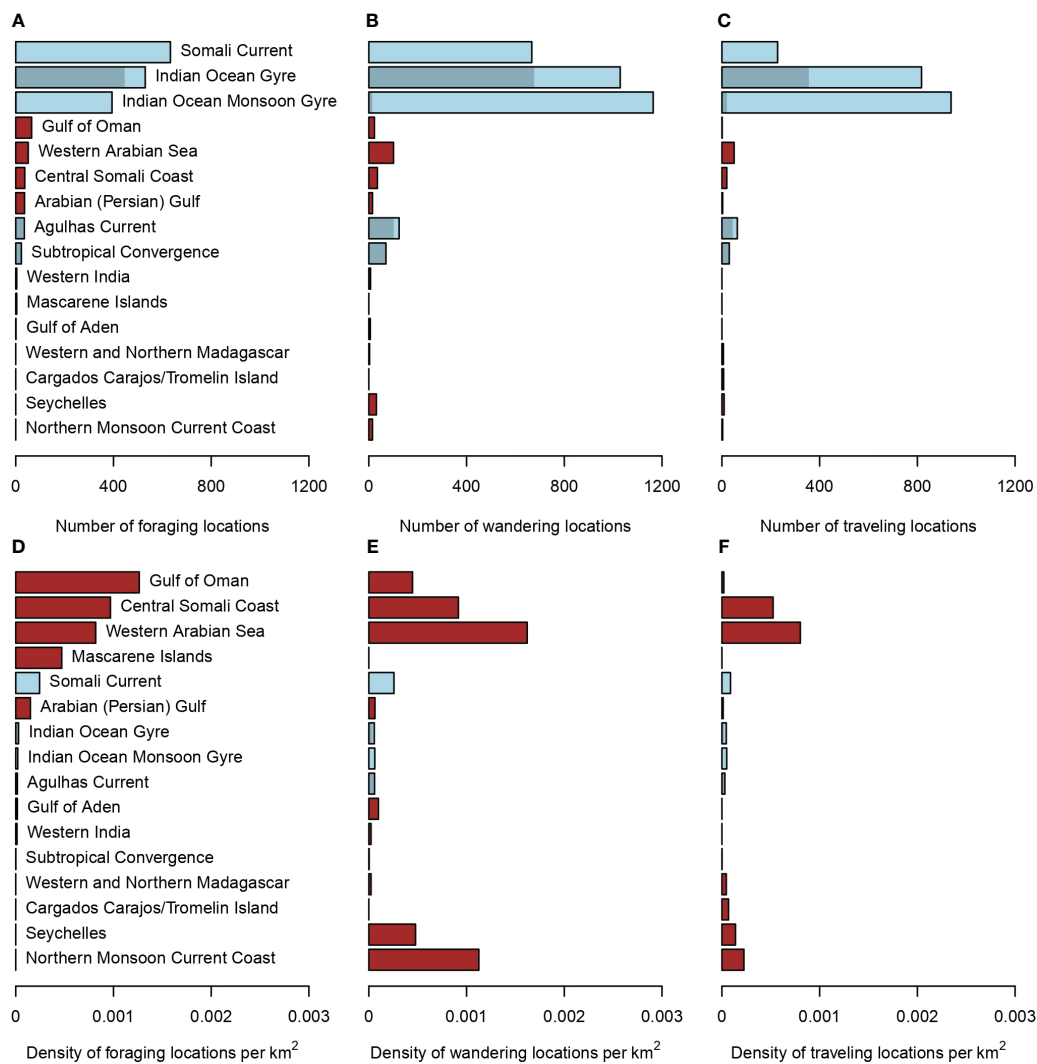 A
B
C
Somali Current
Indian Ocean Gyre
Indian Ocean Monsoon Gyre
Gulf of Oman
Western Arabian Sea
Central Somali Coast
Arabian (Persian) Gulf
Agulhas Current
Subtropical Convergence
Western India
Mascarene Islands
Gulf of Aden
Western and Northern Madagascar
Cargados Carajos/Tromelin Island
Seychelles
Northern Monsoon Current Coast
0 400 800 1200
0 400 800 1200
0 400 800 1200
Number of foraging locations
Number of wandering locations
Number of traveling locations
D
E
F
Gulf of Oman
Central Somali Coast
Western Arabian Sea
Mascarene Islands
Somali Current
Arabian (Persian) Gulf
Indian Ocean Gyre
Indian Ocean Monsoon Gyre
Agulhas Current
Gulf of Aden
Western India
Subtropical Convergence
Western and Northern Madagascar
Cargados Carajos/Tromelin Island
Seychelles
Northern Monsoon Current Coast
0 0.001 0.002 0.003
0 0.001 0.002 0.003
0 0.001 0.002 0.003
Density of foraging locations per km²
Density of wandering locations per km²
Density of traveling locations per km²